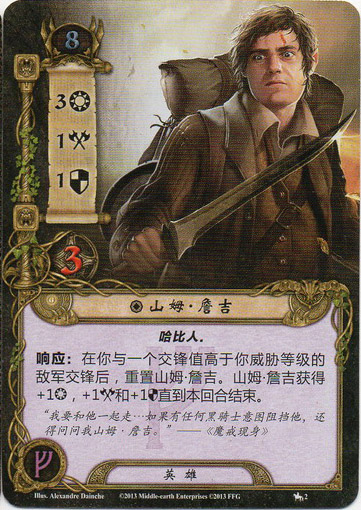 8
3
1
1
3
山姆·詹吉
哈比人.
响应：在你与一个交锋值高于你威胁等级的
敌军交锋后，重置山姆·詹吉。山姆·詹吉获得
+1，+1和+1直到本回合结束。
“我要和他一起走…如果有任何黑骑士意图阻挡他，还
得问问我山姆·詹吉。”——《魔戒现身》
英雄
Illus. Alexandre Dainche ©2013 Middle-earth Enterprises ©2013 FFG 2